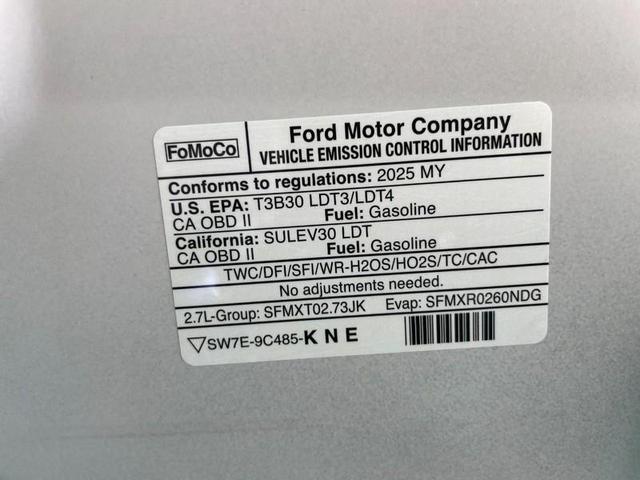 FoMoCo
Ford Motor Company
VEHICLE EMISSION CONTROL INFORMATION
Conforms to regulations: 2025 MY
U.S. EPA: T3B30 LDT3/LDT4
CA OBD II Fuel: Gasoline
California: SULEV30 LDT
CA OBD II Fuel: Gasoline
TWC/DFI/SFI/WR-H2OS/HO2S/TC/CAC
No adjustments needed.
2.7L-Group: SFMXT02.73JK Evap: SFMXR0260NDG
SW7E-9C485-K N E